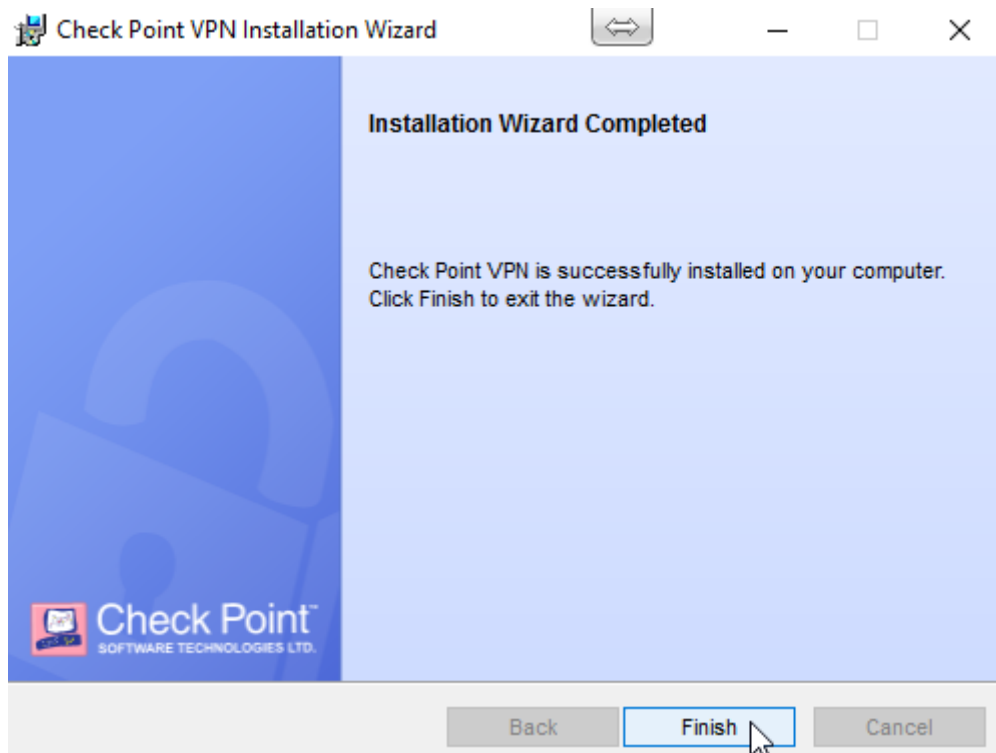 Check Point VPN Installation Wizard
Installation Wizard Completed
Check Point VPN is successfully installed on your computer.
Click Finish to exit the wizard.
Check Point™
SOFTWARE TECHNOLOGIES LTD.
Back
Finish
Cancel